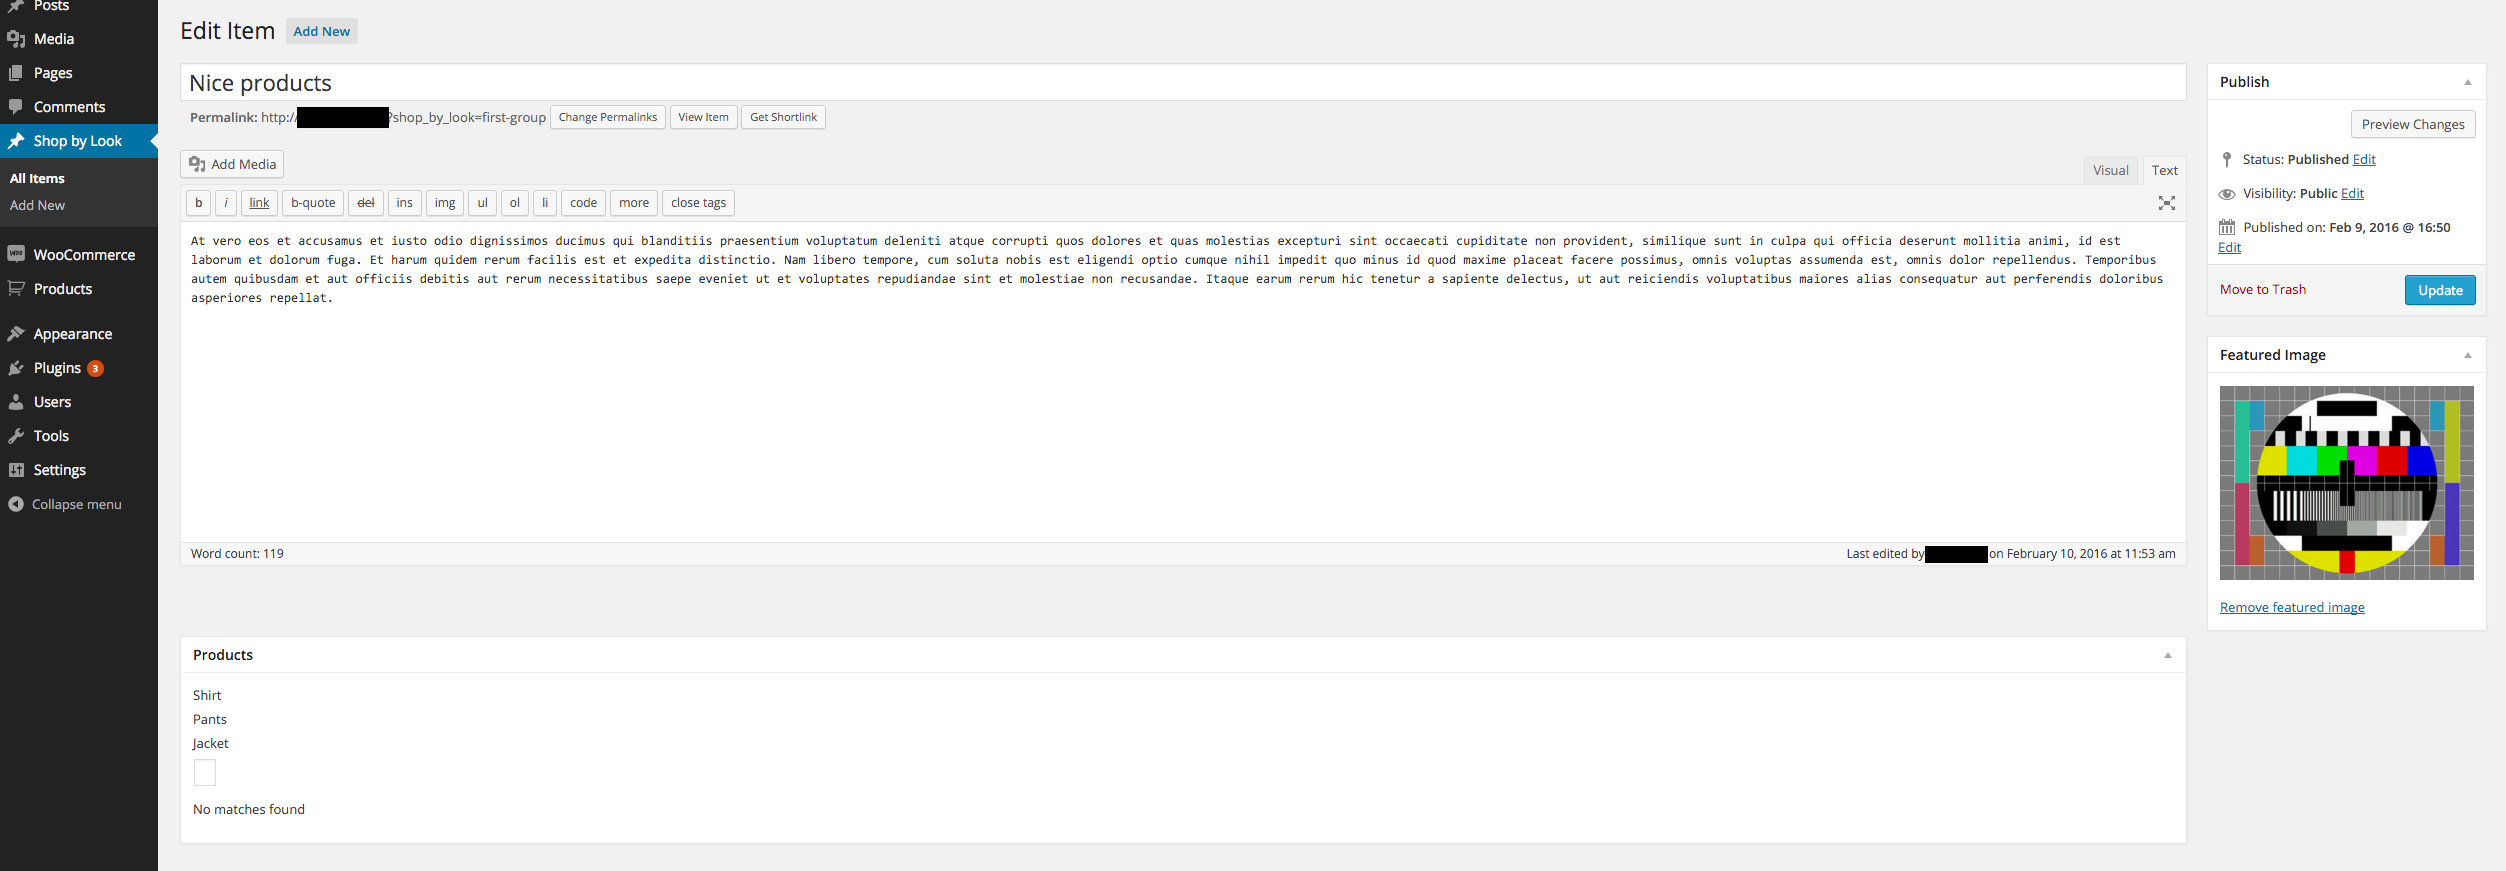 Posts
Media
Pages
Comments
Shop by Look
All Items
Add New
WooCommerce
Products
Appearance
Plugins 3
Users
Tools
Settings
Collapse menu
Edit Item Add New
Nice products
Permalink: http:// ?shop_by_look=first-group Change Permalinks View Item Get Shortlink
Add Media
Visual Text
b i link b-quote del ins img ul ol li code more close tags
At vero eos et accusamus et iusto odio dignissimos ducimus qui blanditiis praesentium voluptatum deleniti atque corrupti quos dolores et quas molestias excepturi sint occaecati cupiditate non provident, similique sunt in culpa qui officia deserunt mollitia animi, id est
laborum et dolorum fuga. Et harum quidem rerum facilis est et expedita distinctio. Nam libero tempore, cum soluta nobis est eligendi optio cumque nihil impedit quo minus id quod maxime placeat facere possimus, omnis voluptas assumenda est, omnis dolor repellendus. Temporibus
autem quibusdam et aut officiis debitis aut rerum necessitatibus saepe eveniet ut et voluptates repudiandae sint et molestiae non recusandae. Itaque earum rerum hic tenetur a sapiente delectus, ut aut reiciendis voluptatibus maiores alias consequatur aut perferendis doloribus
asperiores repellat.
Word count: 119
Last edited by on February 10, 2016 at 11:53 am
Products
Shirt
Pants
Jacket
No matches found
Publish
Preview Changes
Status: Published Edit
Visibility: Public Edit
Published on: Feb 9, 2016 @ 16:50
Edit
Move to Trash
Update
Featured Image
Remove featured image